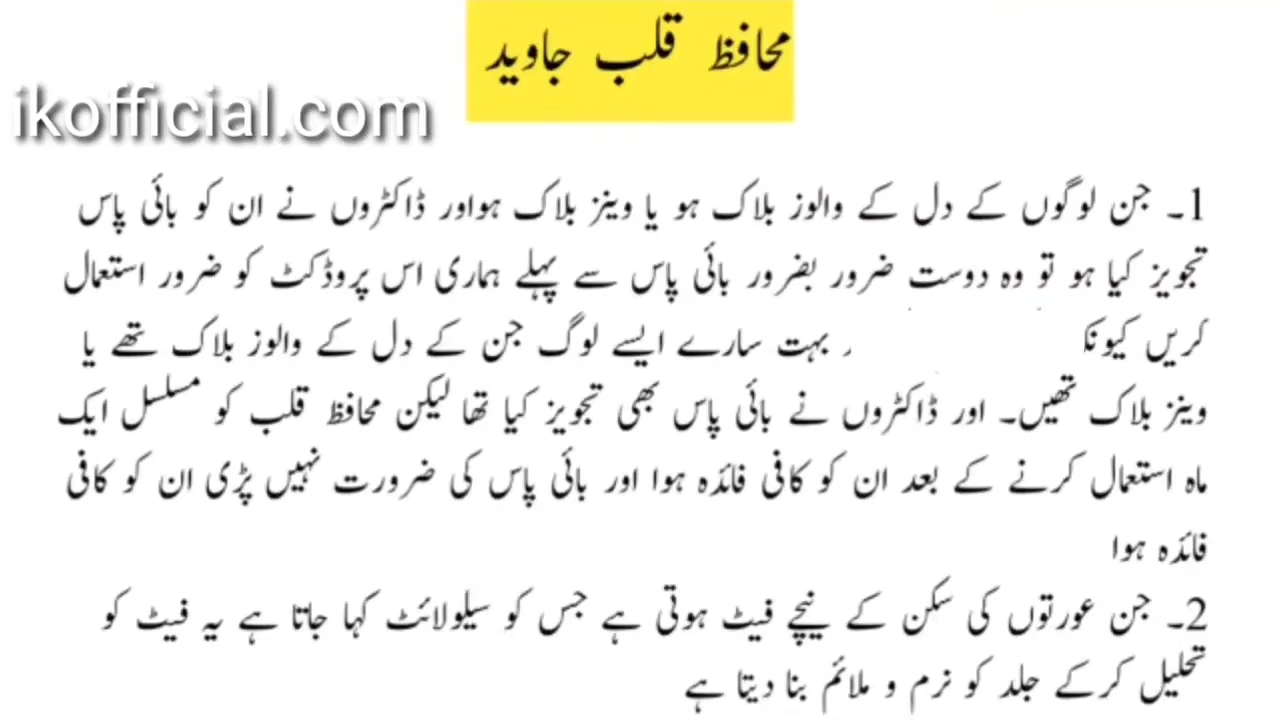 محافظ قلب جاوید
ikofficial.com
1۔ جن لوگوں کے دل کے والوز بلاک ہو یا وینز بلاک ہواور ڈاکٹروں نے ان کو بائی پاس
تجویز کیا ہو تو وہ دوست ضرور بضرور بائی پاس سے پہلے ہماری اس پروڈکٹ کو ضرور استعمال
کریں بہت سارے ایسے لوگ جن کے دل کے والوز بلاک تھے یا
وینز بلاک تھیں۔ اور ڈاکٹروں نے بائی پاس بھی تجویز کیا تھا لیکن محافظ قلب کو مسلسل ایک
ماہ استعمال کرنے کے بعد ان کو کافی فائدہ ہوا اور بائی پاس کی ضرورت نہیں پڑی ان کو کافی
فائدہ ہوا
2۔ جن عورتوں کی سکن کے نیچے فیٹ ہوتی ہے جس کو سیلولائٹ کہا جاتا ہے یہ فیٹ کو
تحلیل کرکے جلد کو نرم و ملائم بنا دیتا ہے